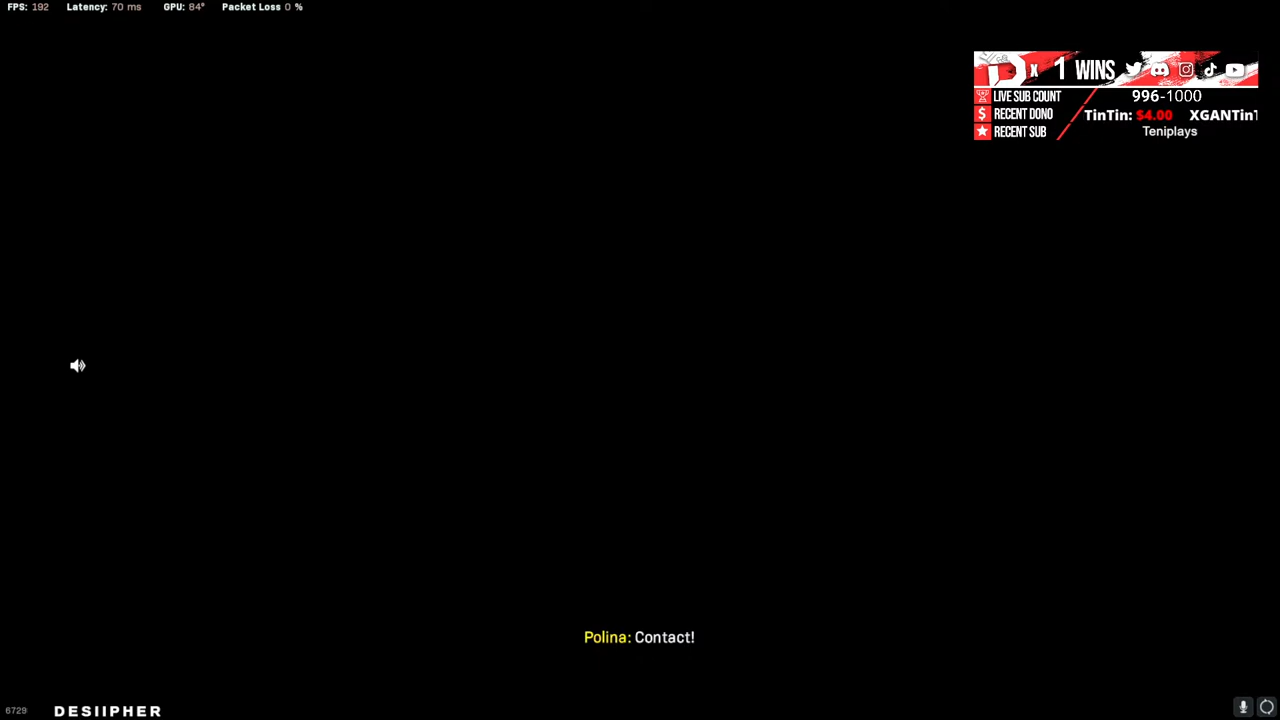 FPS: 192 Latency: 70 ms GPU: 84° Packet Loss 0 %
X 1 WINS
LIVE SUB COUNT 996-1000
RECENT DONO TinTin: $4.00 XGANTinT
RECENT SUB Teniplays
Polina: Contact!
6729 DESIIPHER